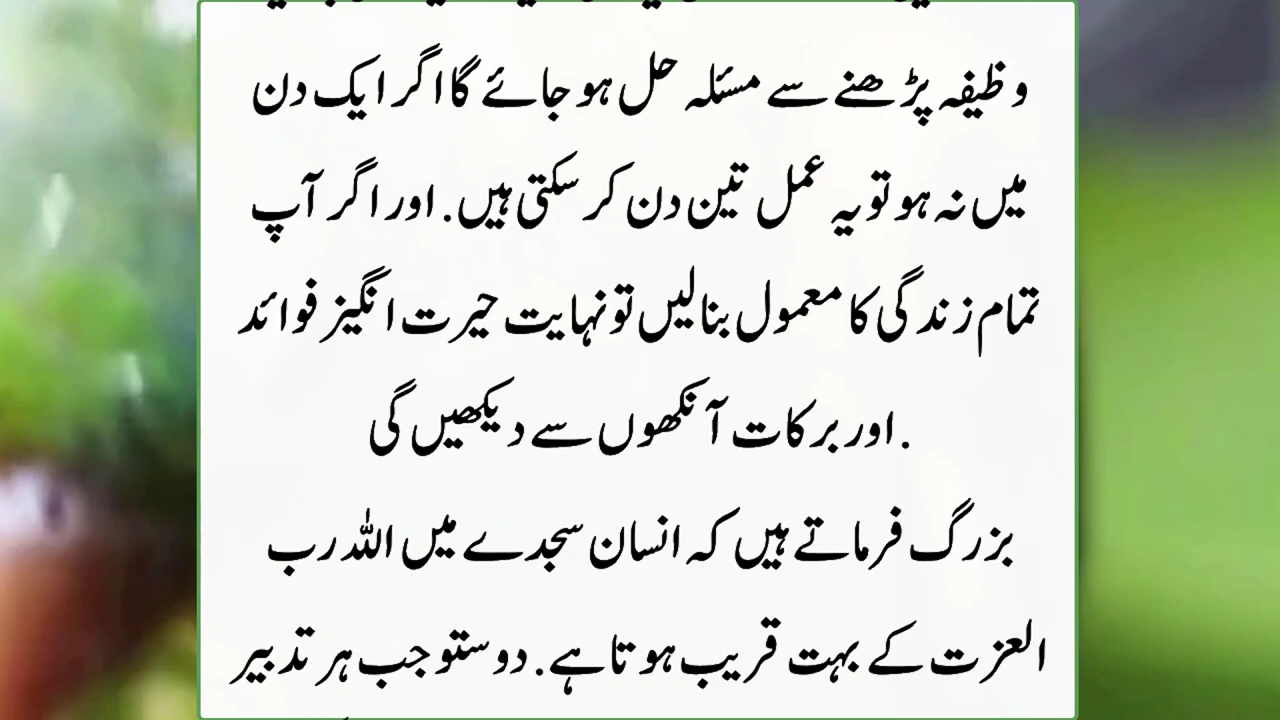 وظیفہ پڑھنے سے مسئلہ حل ہو جائے گا اگر ایک دن
میں نہ ہو تو یہ عمل تین دن کر سکتی ہیں. اور اگر آپ
تمام زندگی کا معمول بنا لیں تو نہایت حیرت انگیز فوائد
.اور برکات آنکھوں سے دیکھیں گی
بزرگ فرماتے ہیں کہ انسان سجدے میں اللہ رب
العزت کے بہت قریب ہوتا ہے. دوستو جب ہر تدبیر